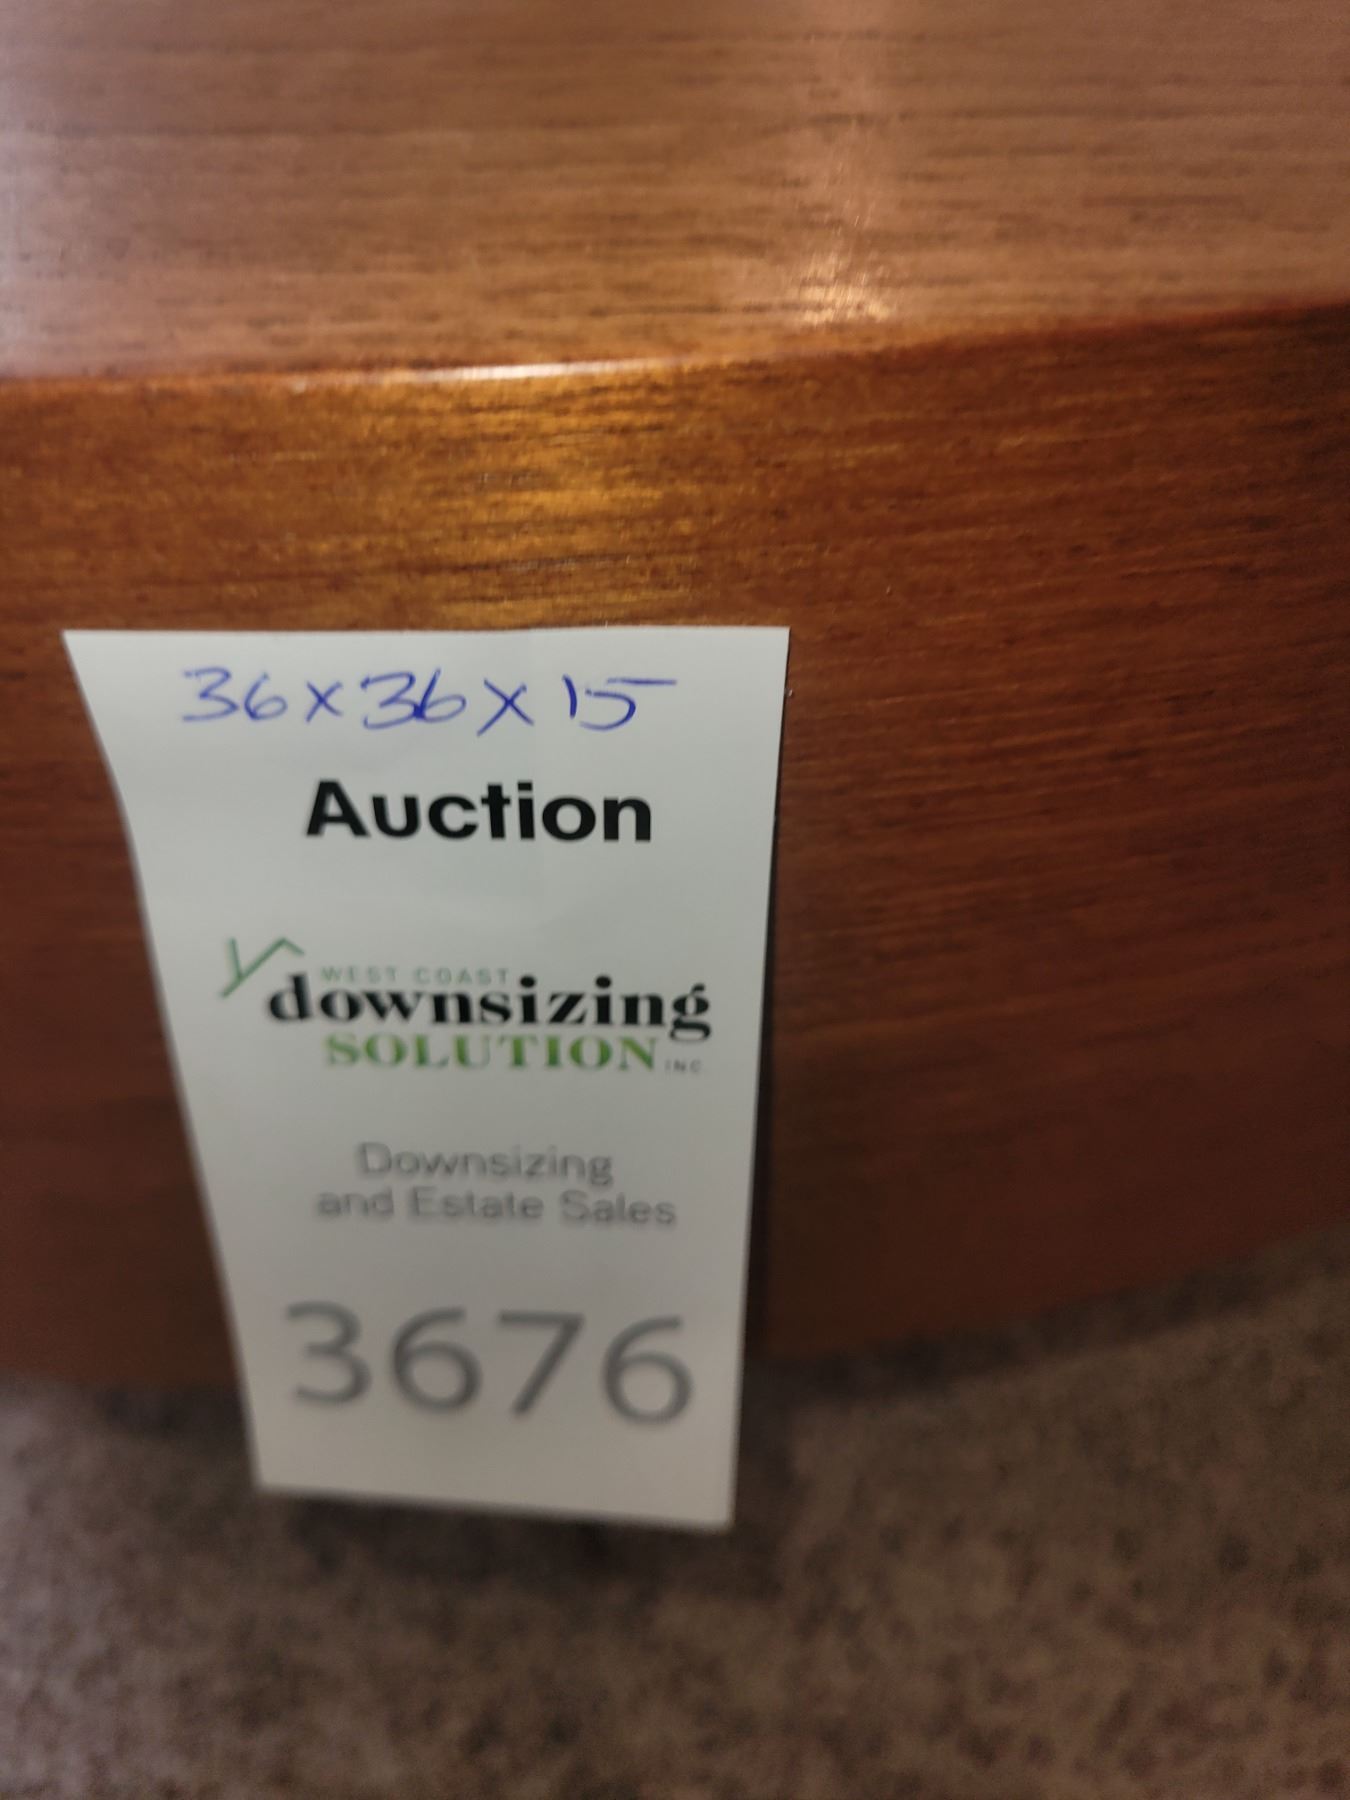 36x36x15
Auction
WEST COAST
downsizing
SOLUTION INC.
Downsizing
and Estate Sales
3676